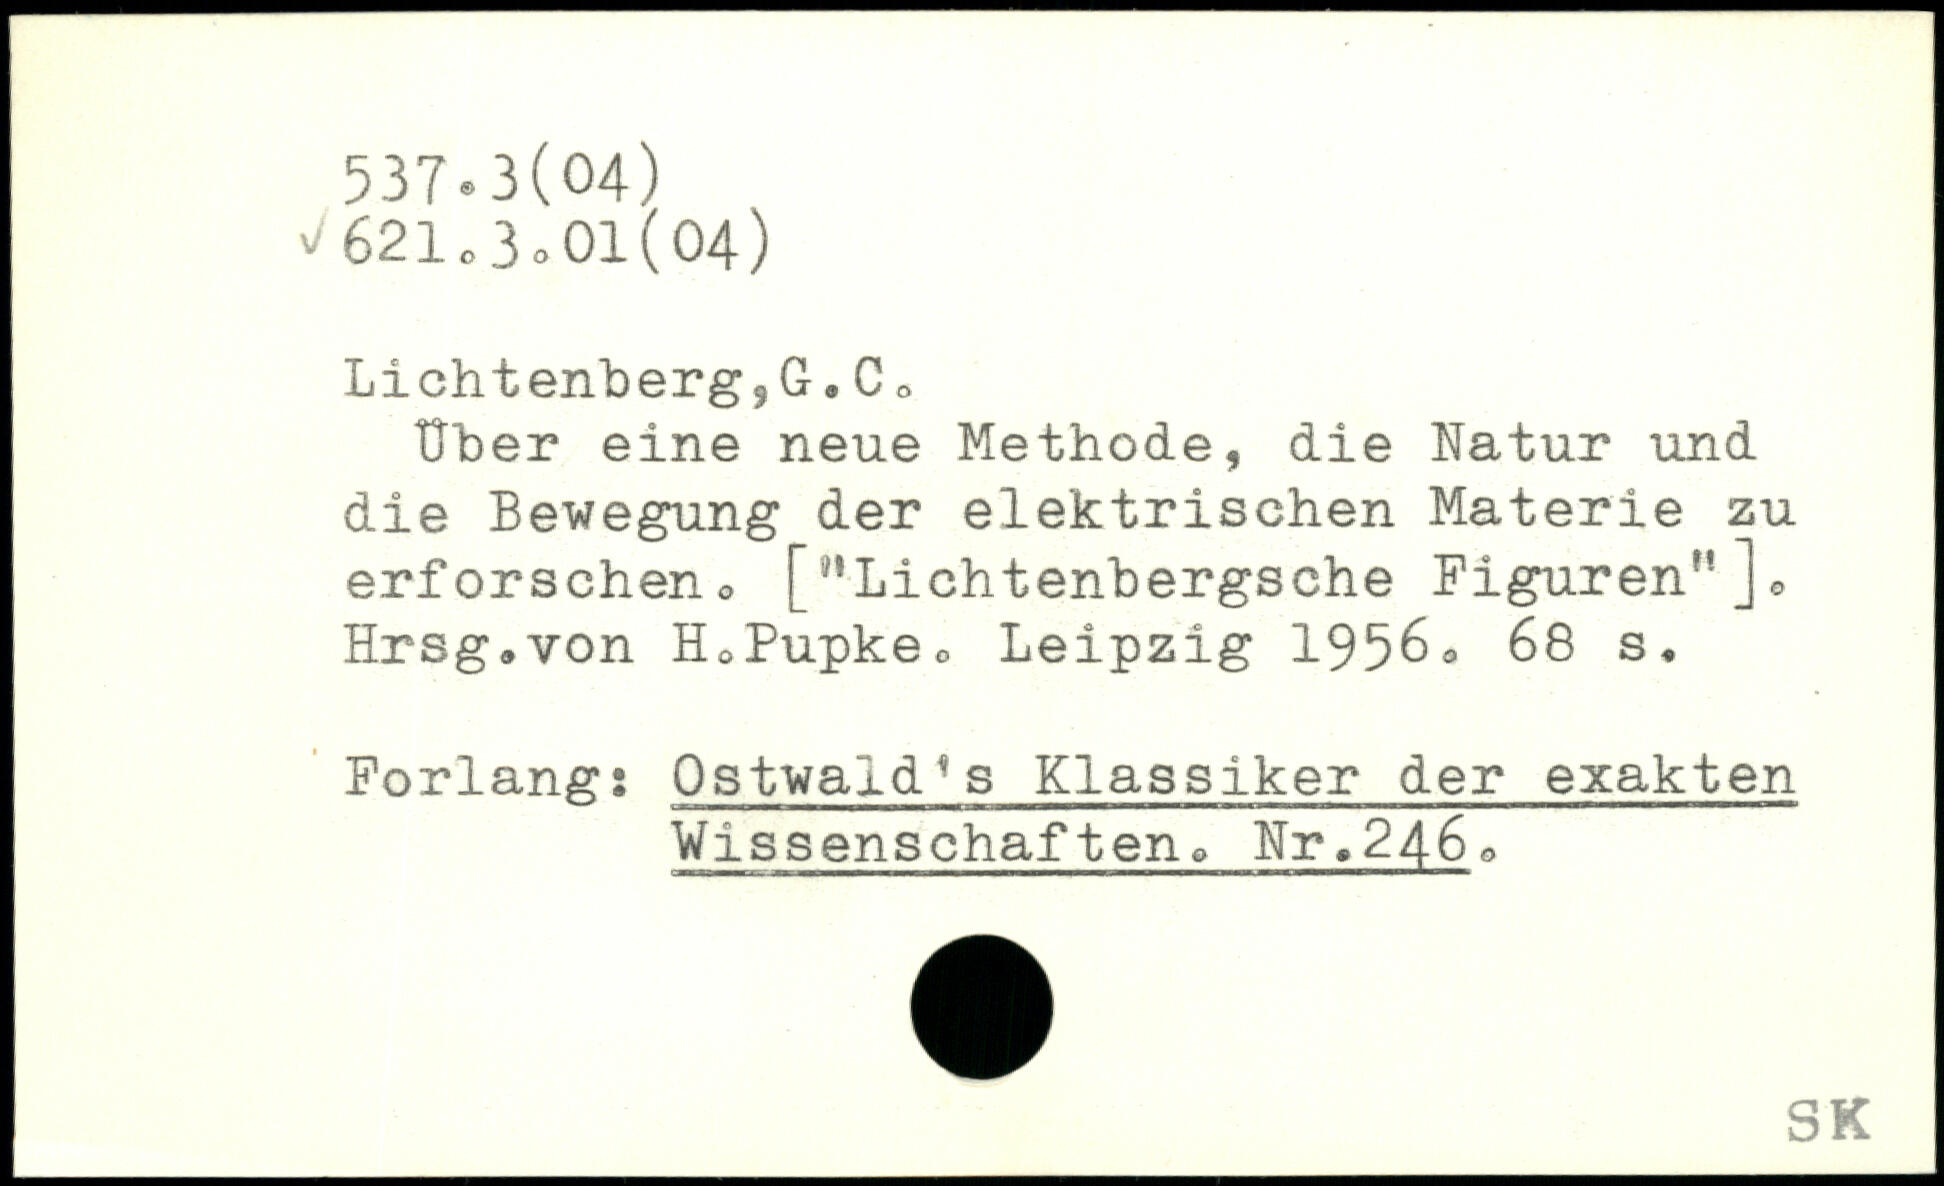 537.3(04)
✓ 621.3.01(04)
Lichtenberg,G.C.
Über eine neue Methode, die Natur und
die Bewegung der elektrischen Materie zu
erforschen. ["Lichtenbergsche Figuren"].
Hrsg.von H.Pupke. Leipzig 1956. 68 s.
Forlang: Ostwald's Klassiker der exakten
Wissenschaften. Nr.246.
SK